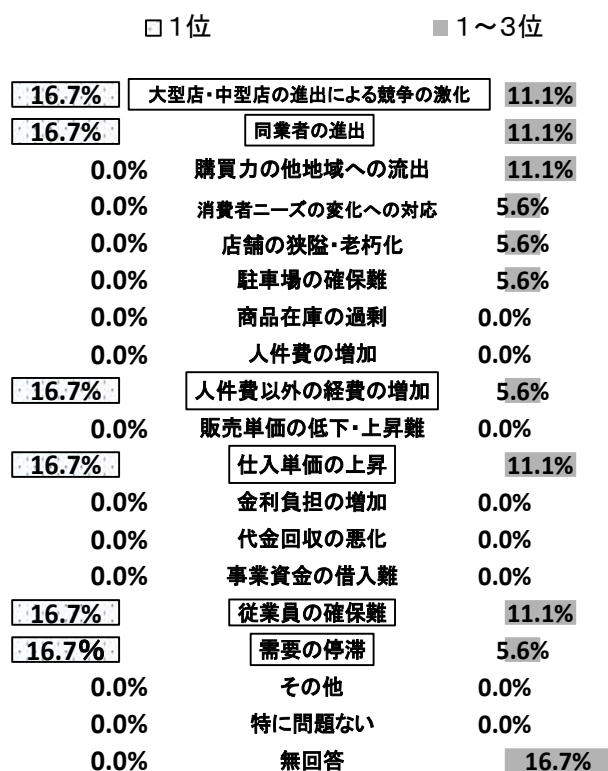 1位 1～3位
16.7% 大型店・中型店の進出による競争の激化 11.1%
16.7% 同業者の進出 11.1%
0.0% 購買力の他地域への流出 11.1%
0.0% 消費者ニーズの変化への対応 5.6%
0.0% 店舗の狭隘・老朽化 5.6%
0.0% 駐車場の確保難 5.6%
0.0% 商品在庫の過剰 0.0%
0.0% 人件費の増加 0.0%
16.7% 人件費以外の経費の増加 5.6%
0.0% 販売単価の低下・上昇難 0.0%
16.7% 仕入単価の上昇 11.1%
0.0% 金利負担の増加 0.0%
0.0% 代金回収の悪化 0.0%
0.0% 事業資金の借入難 0.0%
16.7% 従業員の確保難 11.1%
16.7% 需要の停滞 5.6%
0.0% その他 0.0%
0.0% 特に問題ない 0.0%
0.0% 無回答 16.7%